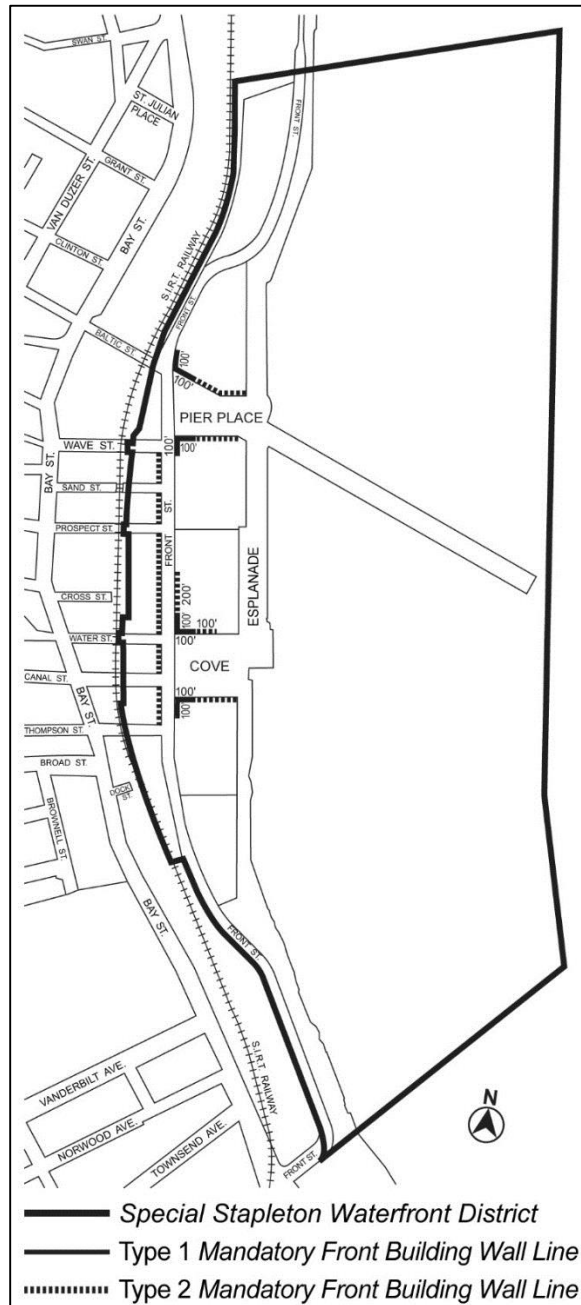 SWAN ST.
ST. JULIAN
PLACE
FRONT ST.
GRANT ST.
VAN DUZER ST.
BAY ST.
CLINTON ST.
S.I.R.T. RAILWAY
FRONT ST.
BALTIC ST.
100'
100'
PIER PLACE
WAVE ST.
100'
100'
BAY ST.
SAND ST.
FRONT ST.
PROSPECT ST.
ESPLANADE
200'
CROSS ST.
100'
100'
WATER ST.
100'
COVE
CANAL ST.
100'
100'
BAY ST.
THOMPSON ST.
BROAD ST.
DOCK
ST.
BROWNELL ST.
BAY ST.
FRONT ST.
S.I.R.T. RAILWAY
VANDERBILT AVE.
NORWOOD AVE.
TOWNSEND AVE.
FRONT ST.
N
Special Stapleton Waterfront District
Type 1 Mandatory Front Building Wall Line
Type 2 Mandatory Front Building Wall Line